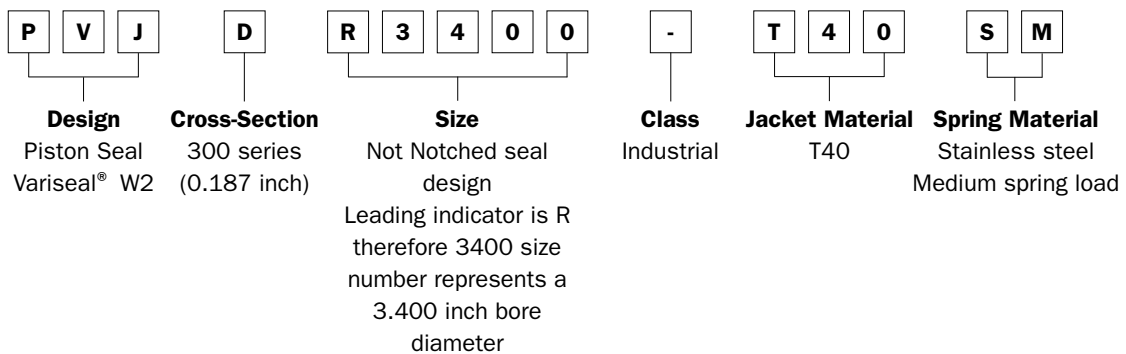 P V J D R 3 4 0 0 - T 4 0 S M
Design
Piston Seal
Variseal® W2
Cross-Section
300 series
(0.187 inch)
Size
Not Notched seal
design
Leading indicator is R
therefore 3400 size
number represents a
3.400 inch bore
diameter
Class
Industrial
Jacket Material
T40
Spring Material
Stainless steel
Medium spring load